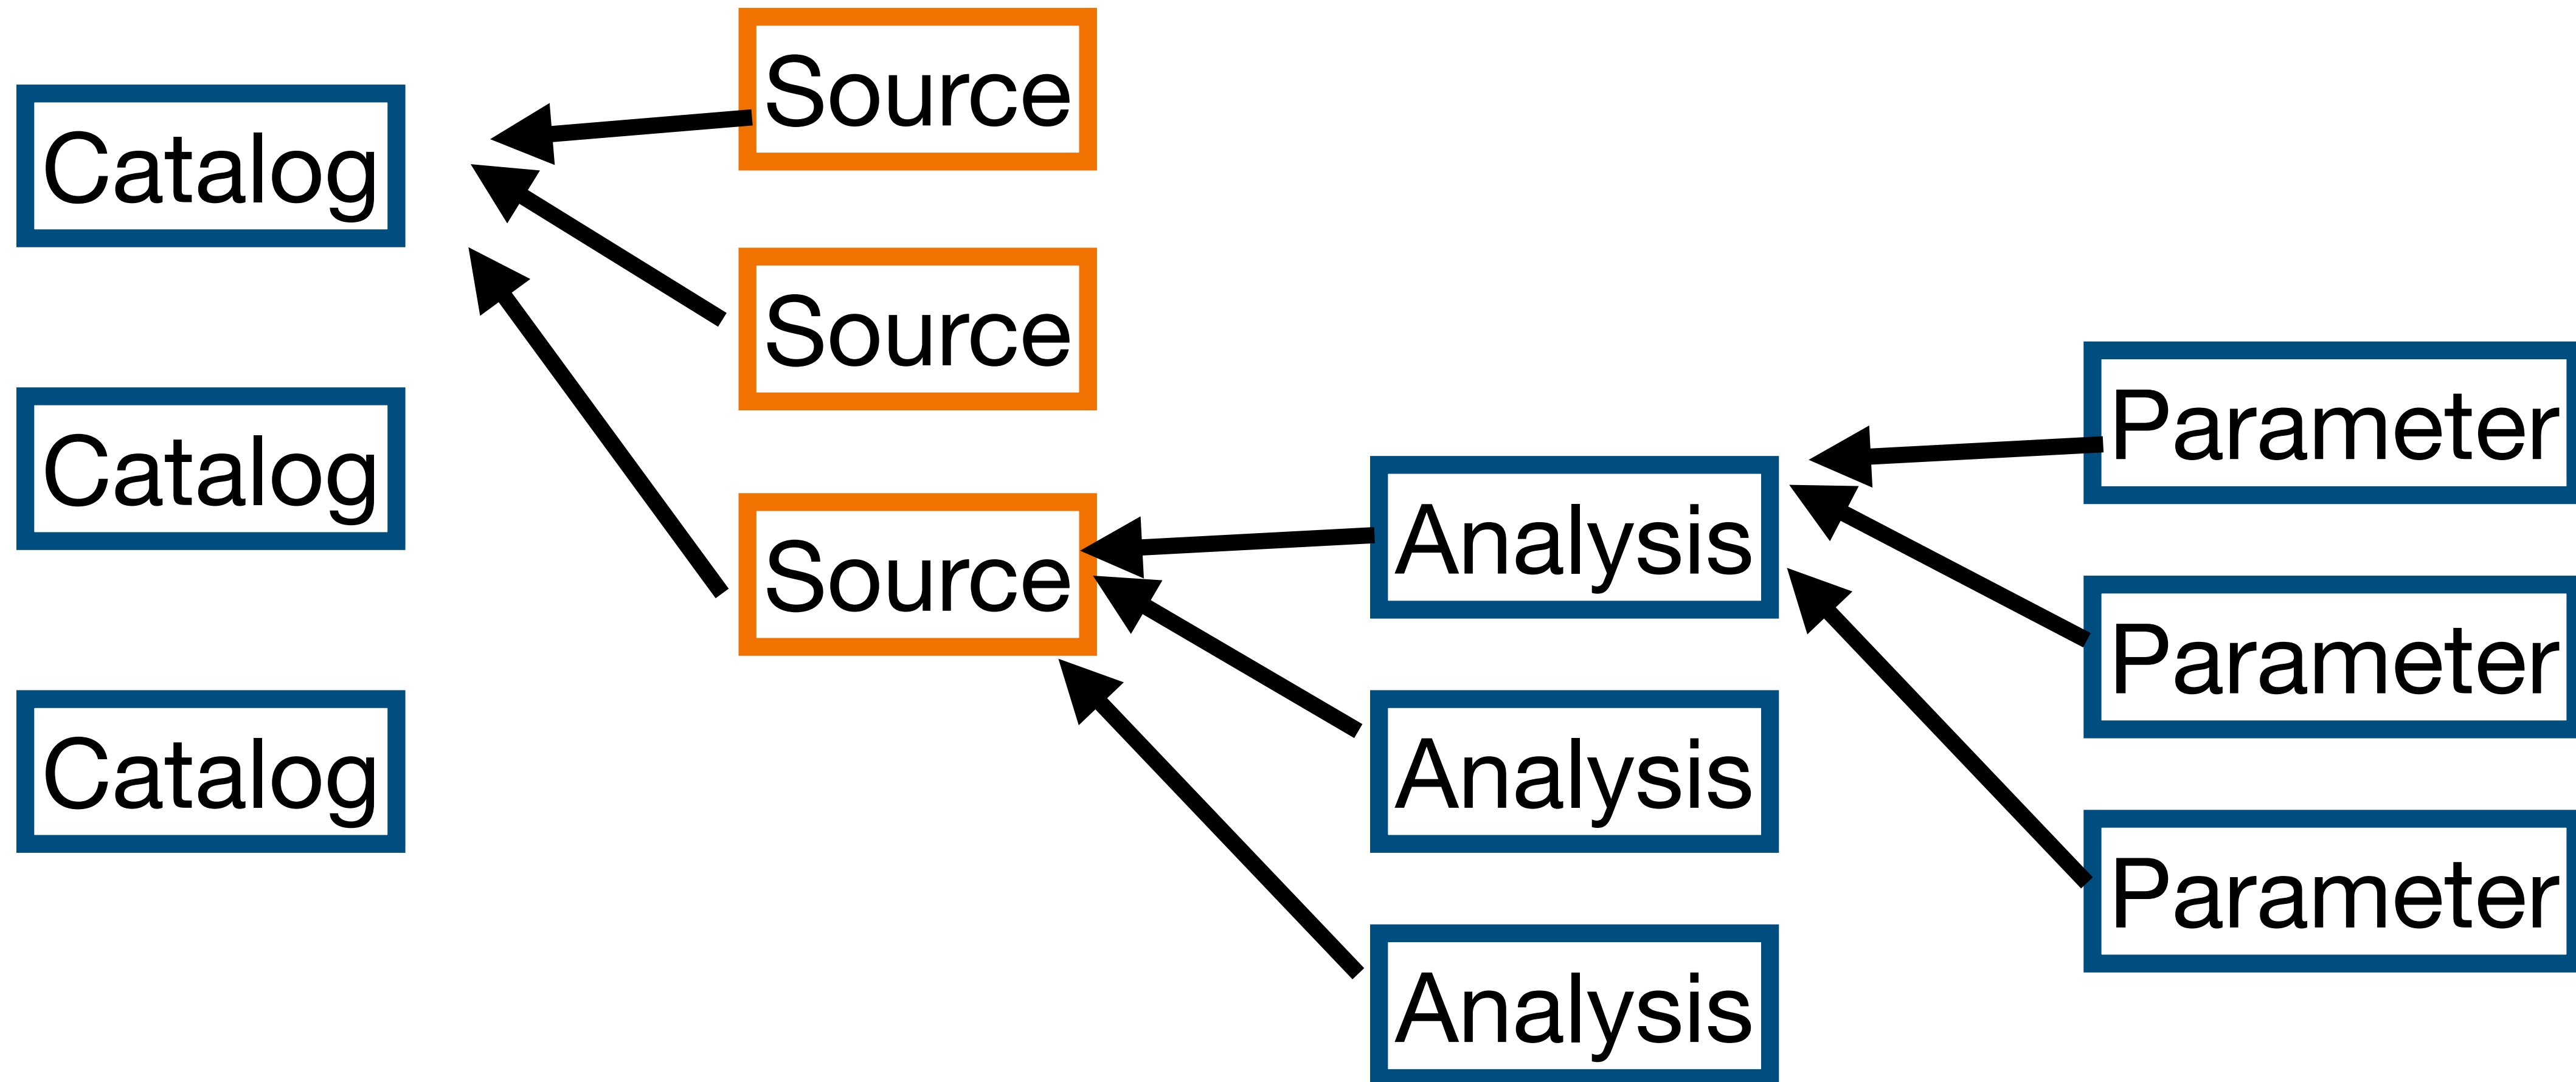 Catalog
Catalog
Catalog
Source
Source
Source
Analysis
Analysis
Analysis
Parameter
Parameter
Parameter